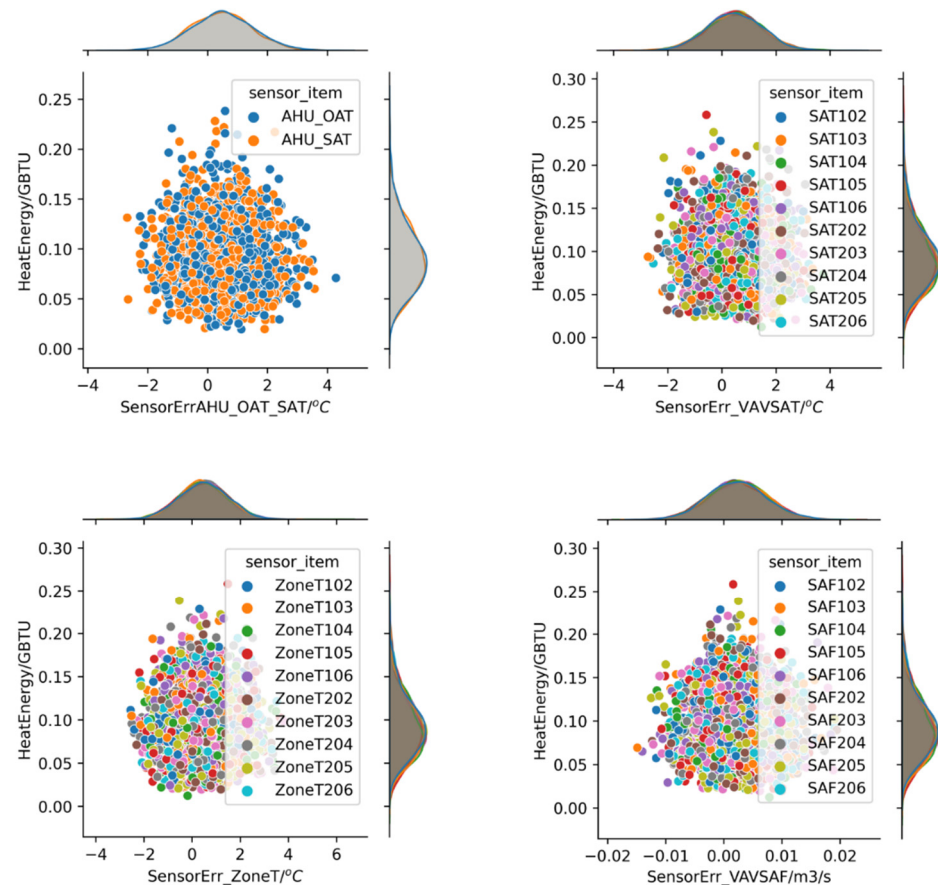 sensor_item
AHU_OAT
AHU_SAT
HeatEnergy/GBTU
0.25
0.20
0.15
0.10
0.05
0.00
−4 −2 0 2 4
SensorErrAHU_OAT_SAT/°C
sensor_item
SAT102
SAT103
SAT104
SAT105
SAT106
SAT202
SAT203
SAT204
SAT205
SAT206
HeatEnergy/GBTU
0.30
0.25
0.20
0.15
0.10
0.05
0.00
−4 −2 0 2 4
SensorErr_VAVSAT/°C
sensor_item
ZoneT102
ZoneT103
ZoneT104
ZoneT105
ZoneT106
ZoneT202
ZoneT203
ZoneT204
ZoneT205
ZoneT206
HeatEnergy/GBTU
0.30
0.25
0.20
0.15
0.10
0.05
0.00
−4 −2 0 2 4 6
SensorErr_ZoneT/°C
sensor_item
SAF102
SAF103
SAF104
SAF105
SAF106
SAF202
SAF203
SAF204
SAF205
SAF206
HeatEnergy/GBTU
0.30
0.25
0.20
0.15
0.10
0.05
0.00
−0.02 −0.01 0.00 0.01 0.02
SensorErr_VAVSAF/m3/s